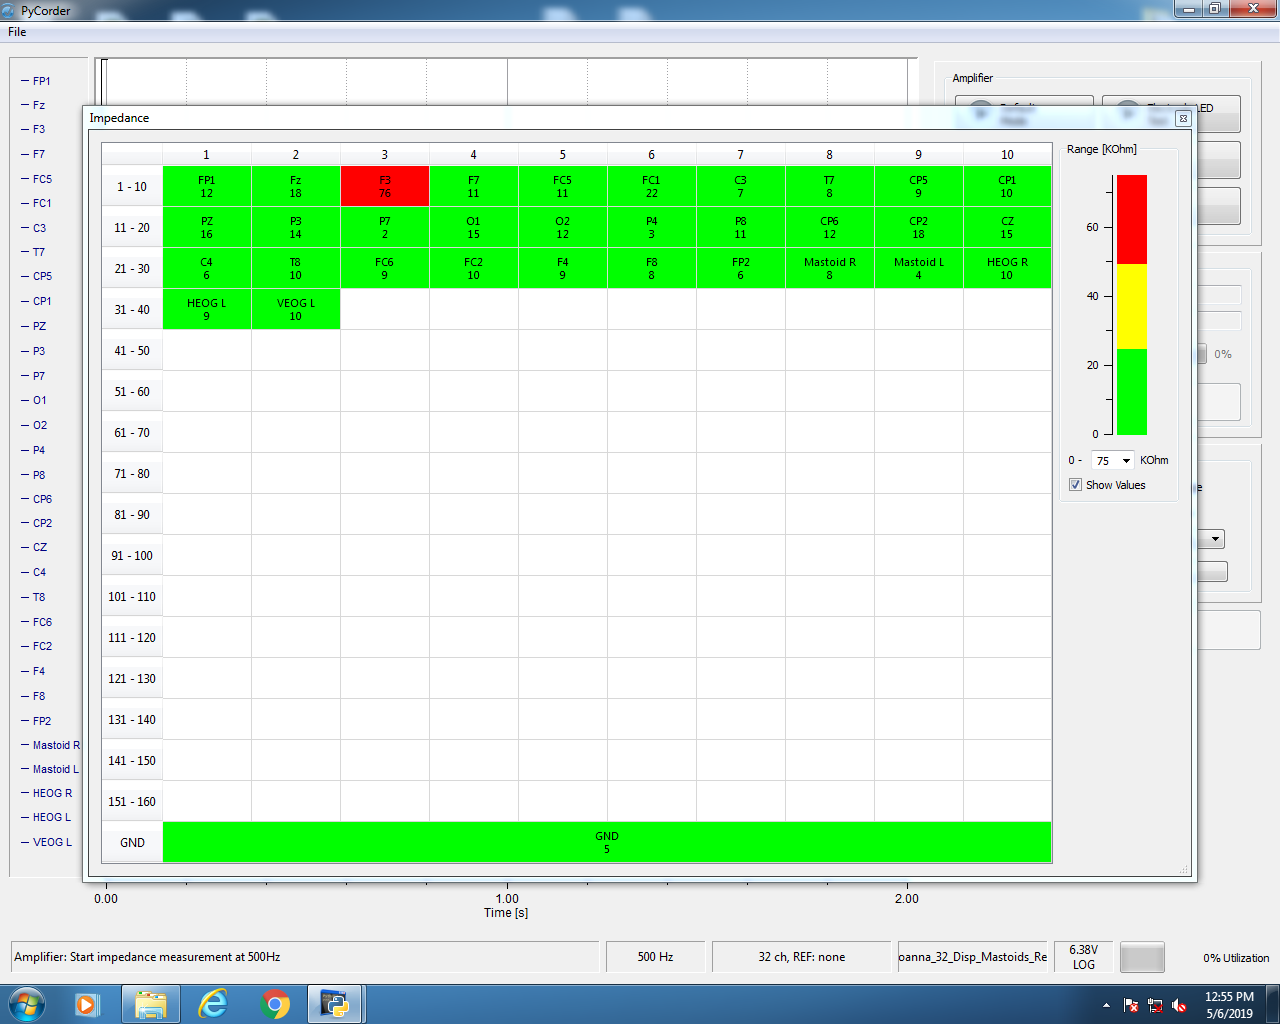 PyCorder
File
Amplifier
Impedance
FP1
Fz
F3
F7
FC5
FC1
C3
T7
CP5
CP1
PZ
P3
P7
O1
O2
P4
P8
CP6
CP2
CZ
C4
T8
FC6
FC2
F4
F8
FP2
Mastoid R
Mastoid L
HEOG R
HEOG L
VEOG L
1 2 3 4 5 6 7 8 9 10
1 - 10 FP1 Fz F3 F7 FC5 FC1 C3 T7 CP5 CP1
12 18 76 11 11 22 7 8 9 10
11 - 20 PZ P3 P7 O1 O2 P4 P8 CP6 CP2 CZ
16 14 2 15 12 3 11 12 18 15
21 - 30 C4 T8 FC6 FC2 F4 F8 FP2 Mastoid R Mastoid L HEOG R
6 10 9 10 9 8 6 8 4 10
31 - 40 HEOG L VEOG L
9 10
41 - 50
51 - 60
61 - 70
71 - 80
81 - 90
91 - 100
101 - 110
111 - 120
121 - 130
131 - 140
141 - 150
151 - 160
GND GND
5
Range [KOhm]
60
40
20
0
0 - 75 KOhm
Show Values
0%
0.00 1.00 2.00
Time [s]
Amplifier: Start impedance measurement at 500Hz
500 Hz
32 ch, REF: none
oanna_32_Disp_Mastoids_Re
6.38V
LOG
0% Utilization
12:55 PM
5/6/2019